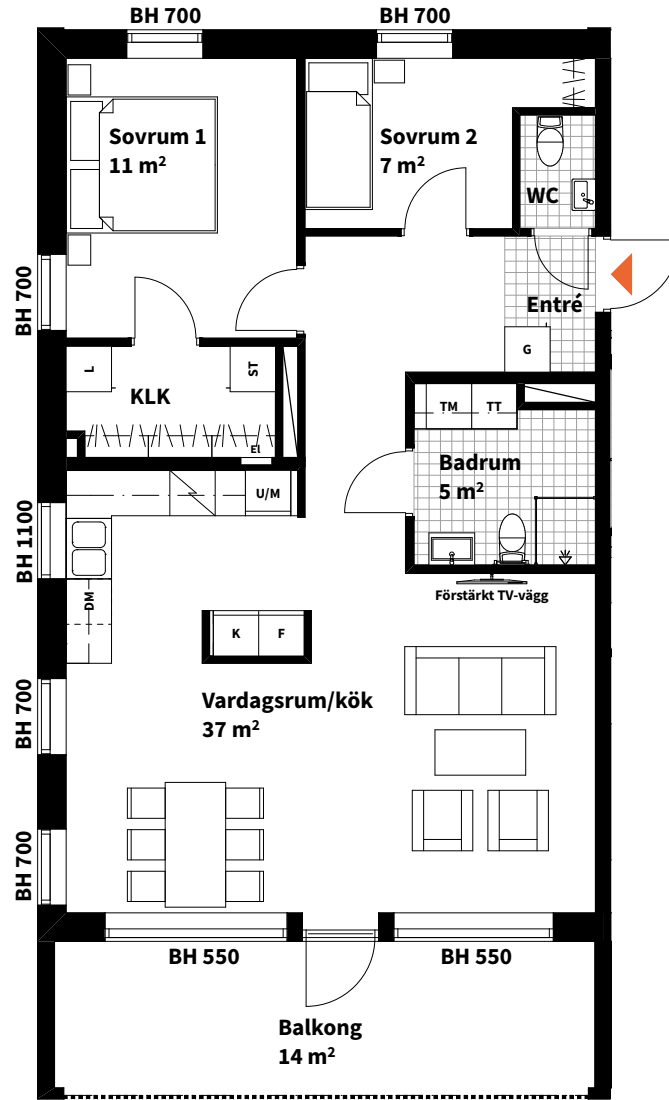 BH 700
BH 700
Sovrum 1
11 m²
Sovrum 2
7 m²
WC
BH 700
Entré
G
L
ST
KLK
El
TM
TT
Badrum
5 m²
U/M
BH 1100
DM
Förstärkt TV-vägg
K
F
BH 700
Vardagsrum/kök
37 m²
BH 700
BH 550
BH 550
Balkong
14 m²